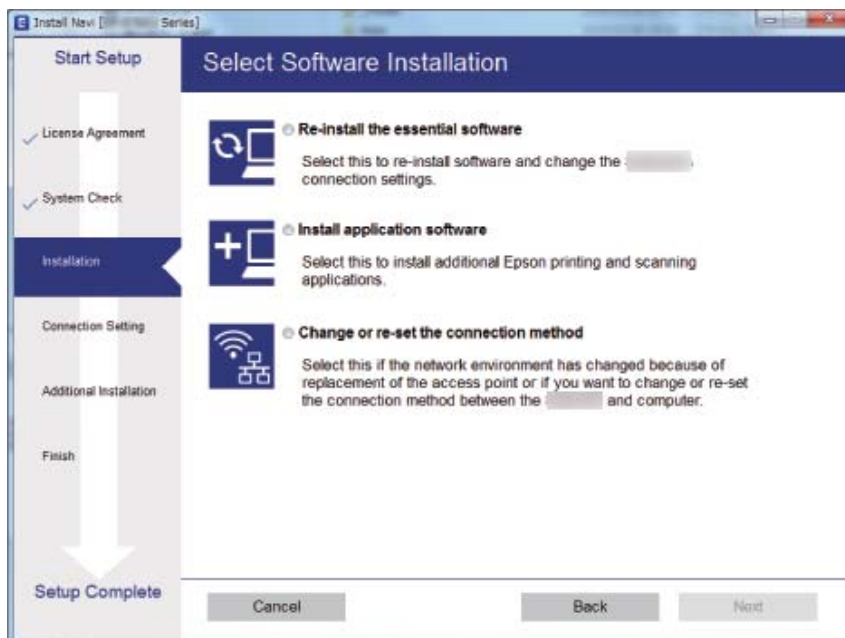 Install Navi [ Series]
Start Setup
License Agreement
System Check
Installation
Connection Setting
Additional Installation
Finish
Setup Complete
Select Software Installation
Re-install the essential software
Select this to re-install software and change the
connection settings.
Install application software
Select this to install additional Epson printing and scanning
applications.
Change or re-set the connection method
Select this if the network environment has changed because of
replacement of the access point or if you want to change or re-set
the connection method between the and computer.
Cancel
Back
Next